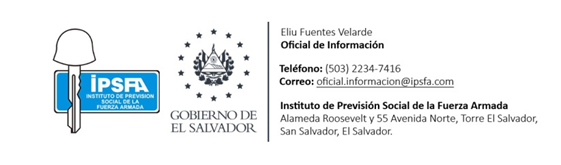 iPSFA
INSTITUTO DE PREVISION
SOCIAL DE LA
FUERZA ARMADA
GOBIERNO DE
EL SALVADOR
Eliu Fuentes Velarde
Oficial de Información
Teléfono: (503) 2234-7416
Correo: oficial.informacion@ipsfa.com
Instituto de Previsión Social de la Fuerza Armada
Alameda Roosevelt y 55 Avenida Norte, Torre El Salvador,
San Salvador, El Salvador.